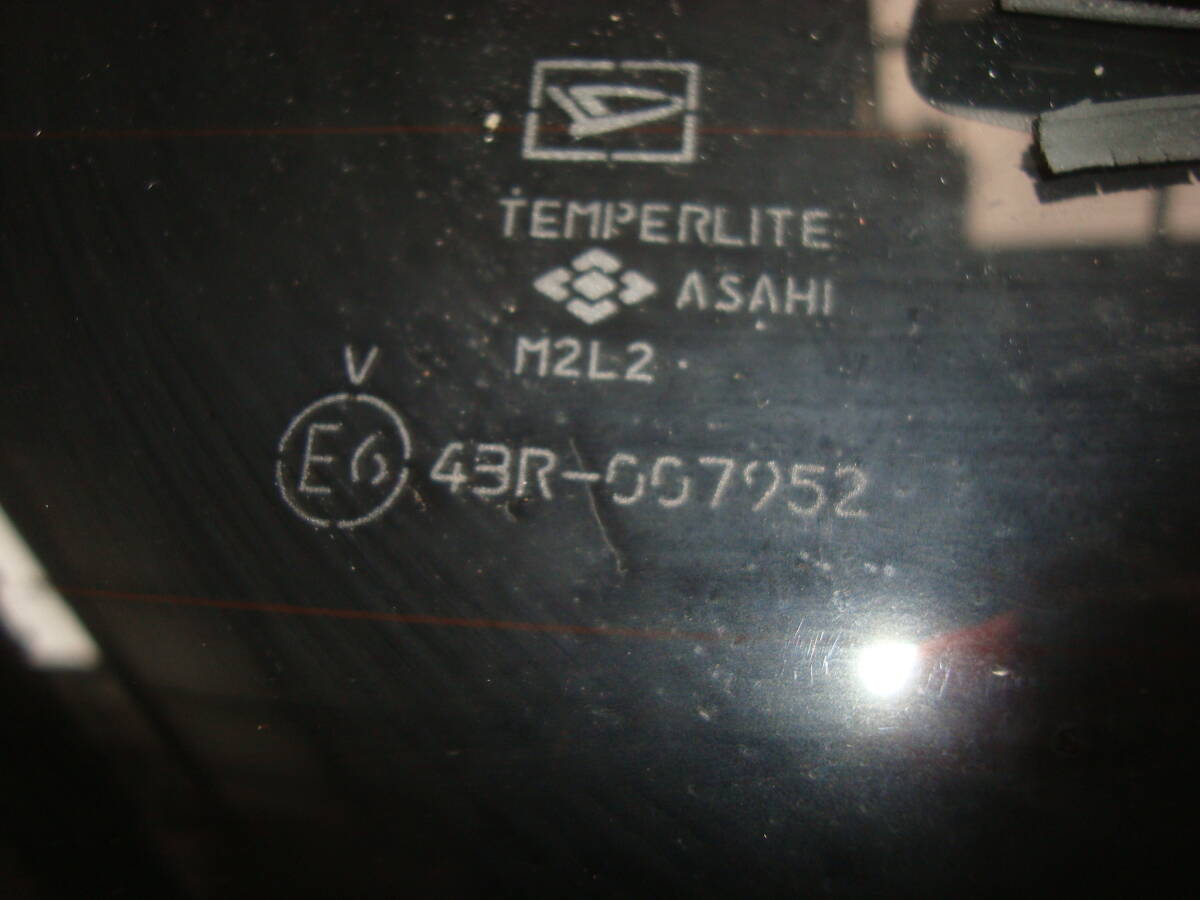 TEMPERLITE
ASAHI
M2L2 ·
V
E6 43R-007952